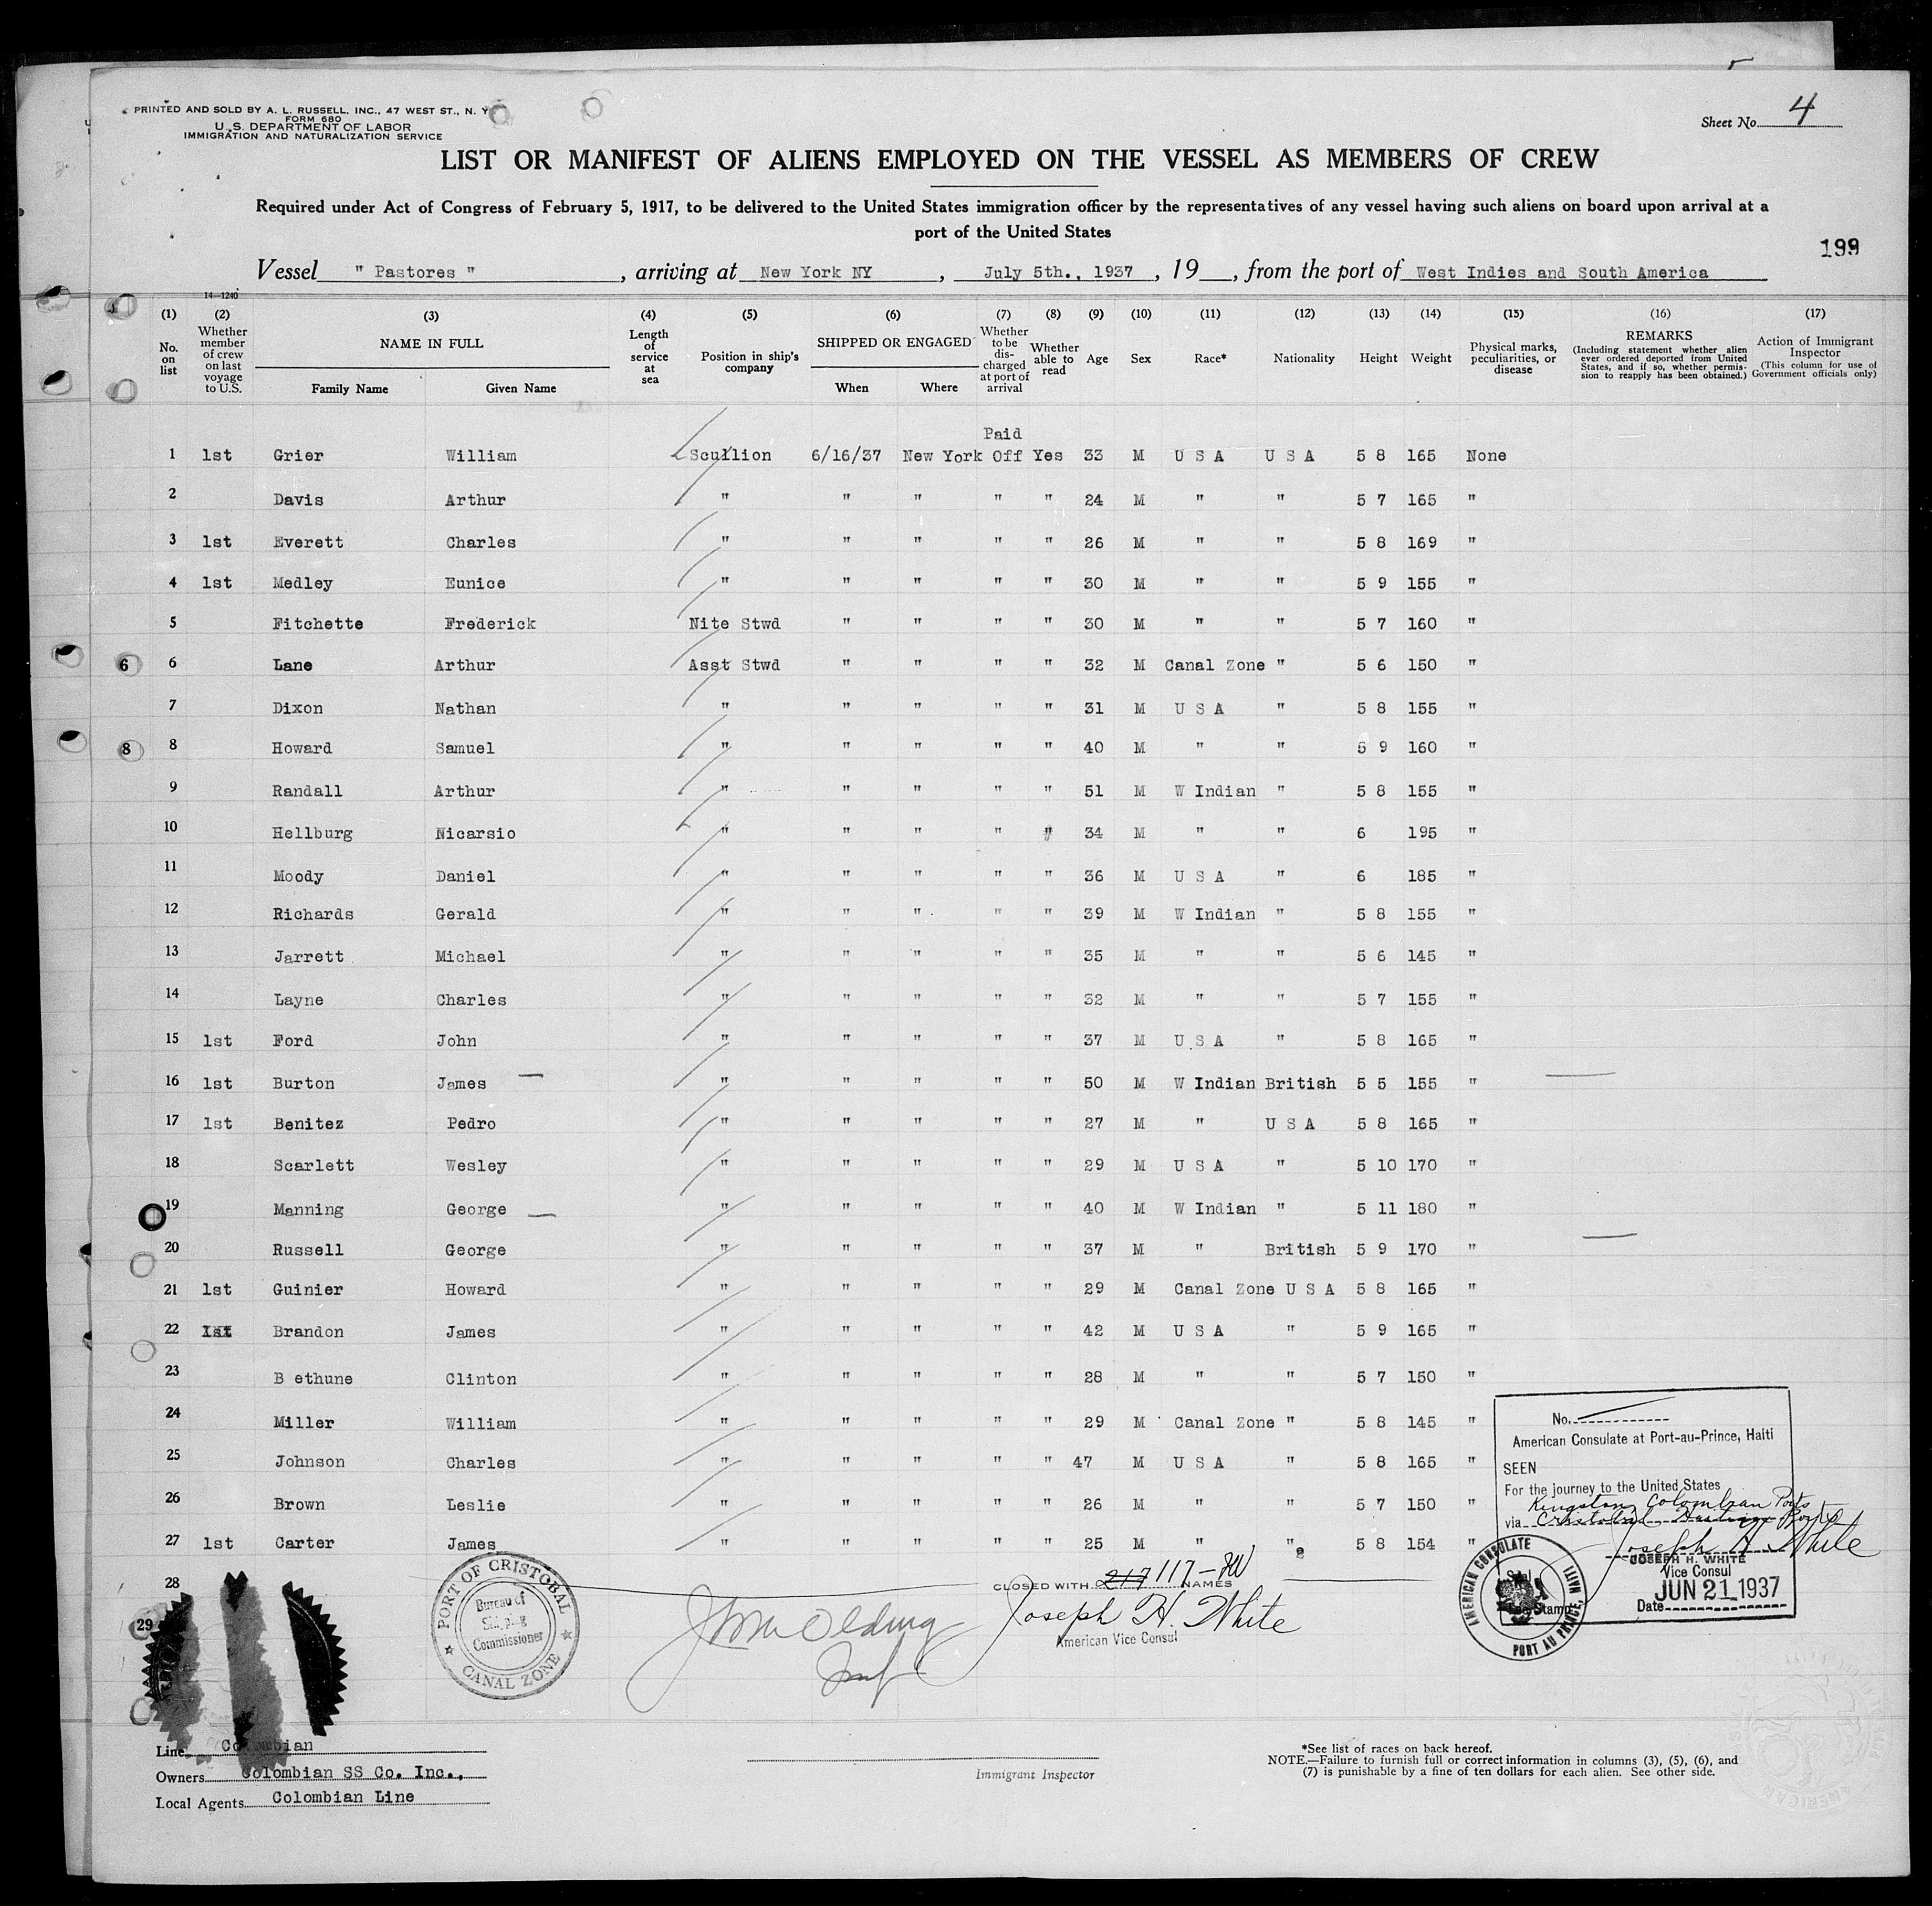 PRINTED AND SOLD BY A. L. RUSSELL, INC., 47 WEST ST., N. Y.
FORM 680
U. S. DEPARTMENT OF LABOR
IMMIGRATION AND NATURALIZATION SERVICE
Sheet No. 4
LIST OR MANIFEST OF ALIENS EMPLOYED ON THE VESSEL AS MEMBERS OF CREW
Required under Act of Congress of February 5, 1917, to be delivered to the United States immigration officer by the representatives of any vessel having such aliens on board upon arrival at a
port of the United States
199
Vessel " Pastores " , arriving at New York NY , July 5th., 1937 , 19 , from the port of West Indies and South America
14—1240
(1) (2) (3) (4) (5) (6) (7) (8) (9) (10) (11) (12) (13) (14) (15) (16) (17)
No. on list
Whether member of crew on last voyage to U.S.
NAME IN FULL
Family Name Given Name
Length of service at sea
Position in ship's company
SHIPPED OR ENGAGED
When Where
Whether to be discharged at port of arrival
Whether able to read
Age Sex Race* Nationality Height Weight
Physical marks, peculiarities, or disease
REMARKS
(Including statement whether alien ever ordered deported from United States, and if so, whether permission to reapply has been obtained.)
Action of Immigrant Inspector
(This column for use of Government officials only)
Paid
1 1st Grier William Scullion 6/16/37 New York Off Yes 33 M U S A U S A 5 8 165 None
2 Davis Arthur " " " " " 24 M " " 5 7 165 "
3 1st Everett Charles " " " " " 26 M " " 5 8 169 "
4 1st Medley Eunice " " " " " 30 M " " 5 9 155 "
5 Fitchette Frederick Nite Stwd " " " " 30 M " " 5 7 160 "
6 6 Lane Arthur Asst Stwd " " " " 32 M Canal Zone " 5 6 150 "
7 Dixon Nathan " " " " " 31 M U S A " 5 8 155 "
8 8 Howard Samuel " " " " " 40 M " " 5 9 160 "
9 Randall Arthur " " " " " 51 M W Indian " 5 8 155 "
10 Hellburg Nicarsio " " " " " 34 M " " 6 195 "
11 Moody Daniel " " " " " 36 M U S A " 6 185 "
12 Richards Gerald " " " " " 39 M W Indian " 5 8 155 "
13 Jarrett Michael " " " " " 35 M " " 5 6 145 "
14 Layne Charles " " " " " 32 M " " 5 7 155 "
15 1st Ford John " " " " " 37 M U S A " 5 8 165 "
16 1st Burton James " " " " " 50 M W Indian British 5 5 155 "
17 1st Benitez Pedro " " " " " 27 M " U S A 5 8 165 "
18 Scarlett Wesley " " " " " 29 M U S A " 5 10 170 "
19 Manning George " " " " " 40 M W Indian " 5 11 180 "
20 Russell George " " " " " 37 M " British 5 9 170 "
21 1st Guinier Howard " " " " " 29 M Canal Zone U S A 5 8 165 "
22 1st Brandon James " " " " " 42 M U S A " 5 9 165 "
23 B ethune Clinton " " " " " 28 M " " 5 7 150 "
24 Miller William " " " " " 29 M Canal Zone " 5 8 145 "
25 Johnson Charles " " " " " 47 M U S A " 5 8 165 "
26 Brown Leslie " " " " " 26 M " " 5 7 150 "
27 1st Carter James " " " " " 25 M " " 5 8 154 "
28
29
No.
American Consulate at Port-au-Prince, Haiti
SEEN
For the journey to the United States
Kingston, Colombian Ports
via Cristobal Haitian Ports
Joseph H. White
JOSEPH H. WHITE
Vice Consul
Seal
Stamp
JUN 21 1937
Date
AMERICAN CONSULATE
PORT AU PRINCE, HAITI
PORT OF CRISTOBAL
Bureau of
Shipping
Commissioner
CANAL ZONE
CLOSED WITH 217 117-JW NAMES
Joseph H. White
American Vice Consul
Line Colombian
Owners Colombian SS Co. Inc.,
Local Agents Colombian Line
Immigrant Inspector
*See list of races on back hereof.
NOTE.—Failure to furnish full or correct information in columns (3), (5), (6), and
(7) is punishable by a fine of ten dollars for each alien. See other side.
AMERICAN